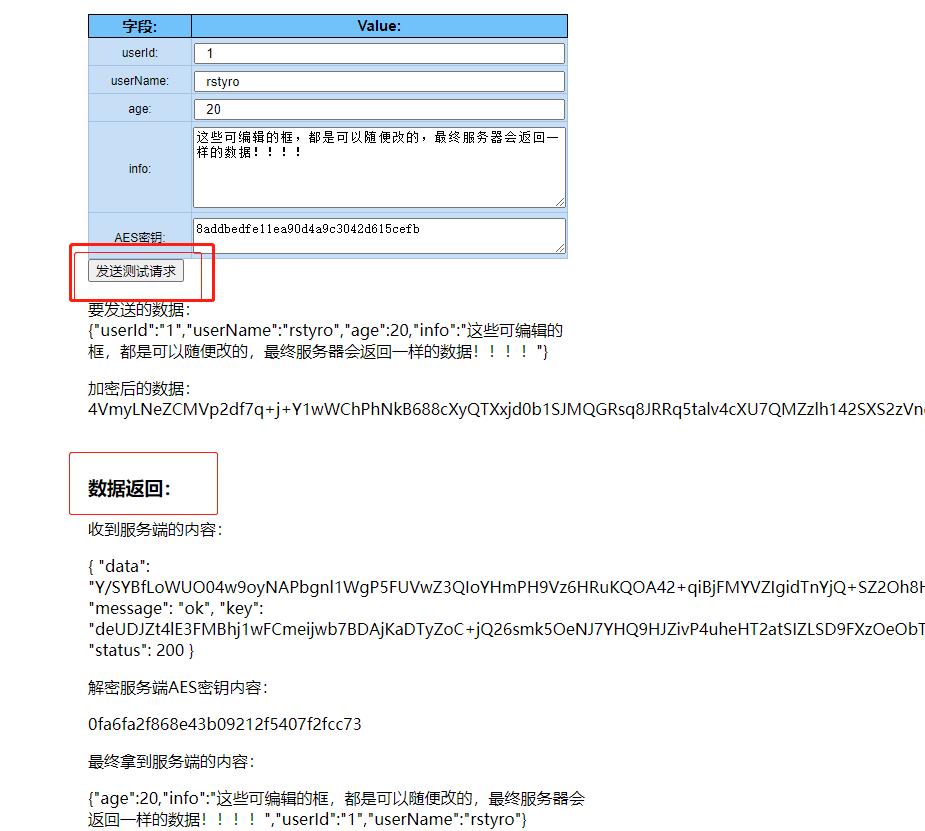 字段: Value:
userId: 1
userName: rstyro
age: 20
info: 这些可编辑的框，都是可以随便改的，最终服务器会返回一
样的数据！！！！
AES密钥: 8addbedfe11ea90d4a9c3042d615cefb
发送测试请求
要发送的数据：
{"userId":"1","userName":"rstyro","age":20,"info":"这些可编辑的
框，都是可以随便改的，最终服务器会返回一样的数据！！！！"}
加密后的数据：
4VmyLNeZCMVp2df7q+j+Y1wWChPhNkB688cXyQTXxjd0b1SJMQGRsq8JRRq5talv4cXU7QMZzlh142SXS2zVn
数据返回：
收到服务端的内容：
{ "data":
"Y/SYBfLoWUO04w9oyNAPbgnl1WgP5FUVwZ3QIoYHmPH9Vz6HRuKQOA42+qiBjFMYVZIgidTnYjQ+SZ2Oh8H
"message": "ok", "key":
"deUDJZt4lE3FMBhj1wFCmeijwb7BDAjKaDTyZoC+jQ26smk5OeNJ7YHQ9HJZivP4uheHT2atSIZLSD9FXzOeObT
"status": 200 }
解密服务端AES密钥内容：
0fa6fa2f868e43b09212f5407f2fcc73
最终拿到服务端的内容：
{"age":20,"info":"这些可编辑的框，都是可以随便改的，最终服务器会
返回一样的数据！！！！","userId":"1","userName":"rstyro"}